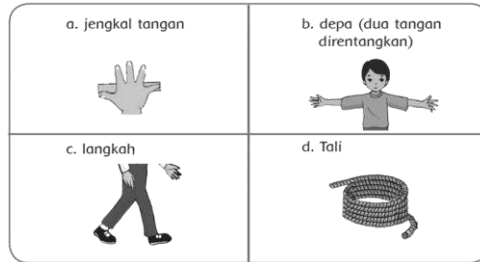 a. jengkal tangan
b. depa (dua tangan
direntangkan)
c. langkah
d. Tali